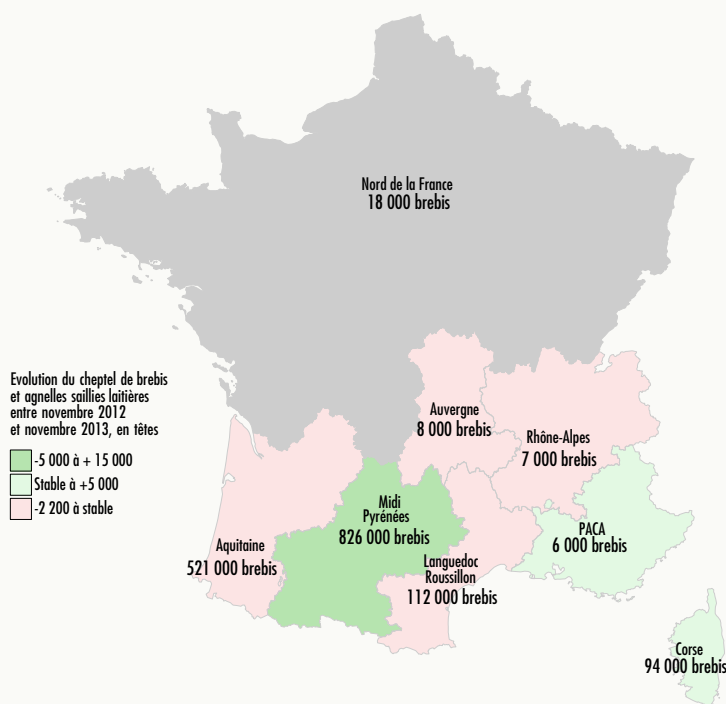 Nord de la France
18 000 brebis
Evolution du cheptel de brebis
et agnelles saillies laitières
entre novembre 2012
et novembre 2013, en têtes
-5 000 à + 15 000
Stable à +5 000
-2 200 à stable
Auvergne
8 000 brebis
Rhône-Alpes
7 000 brebis
Midi
Pyrénées
826 000 brebis
PACA
6 000 brebis
Aquitaine
521 000 brebis
Languedoc
Roussillon
112 000 brebis
Corse
94 000 brebis